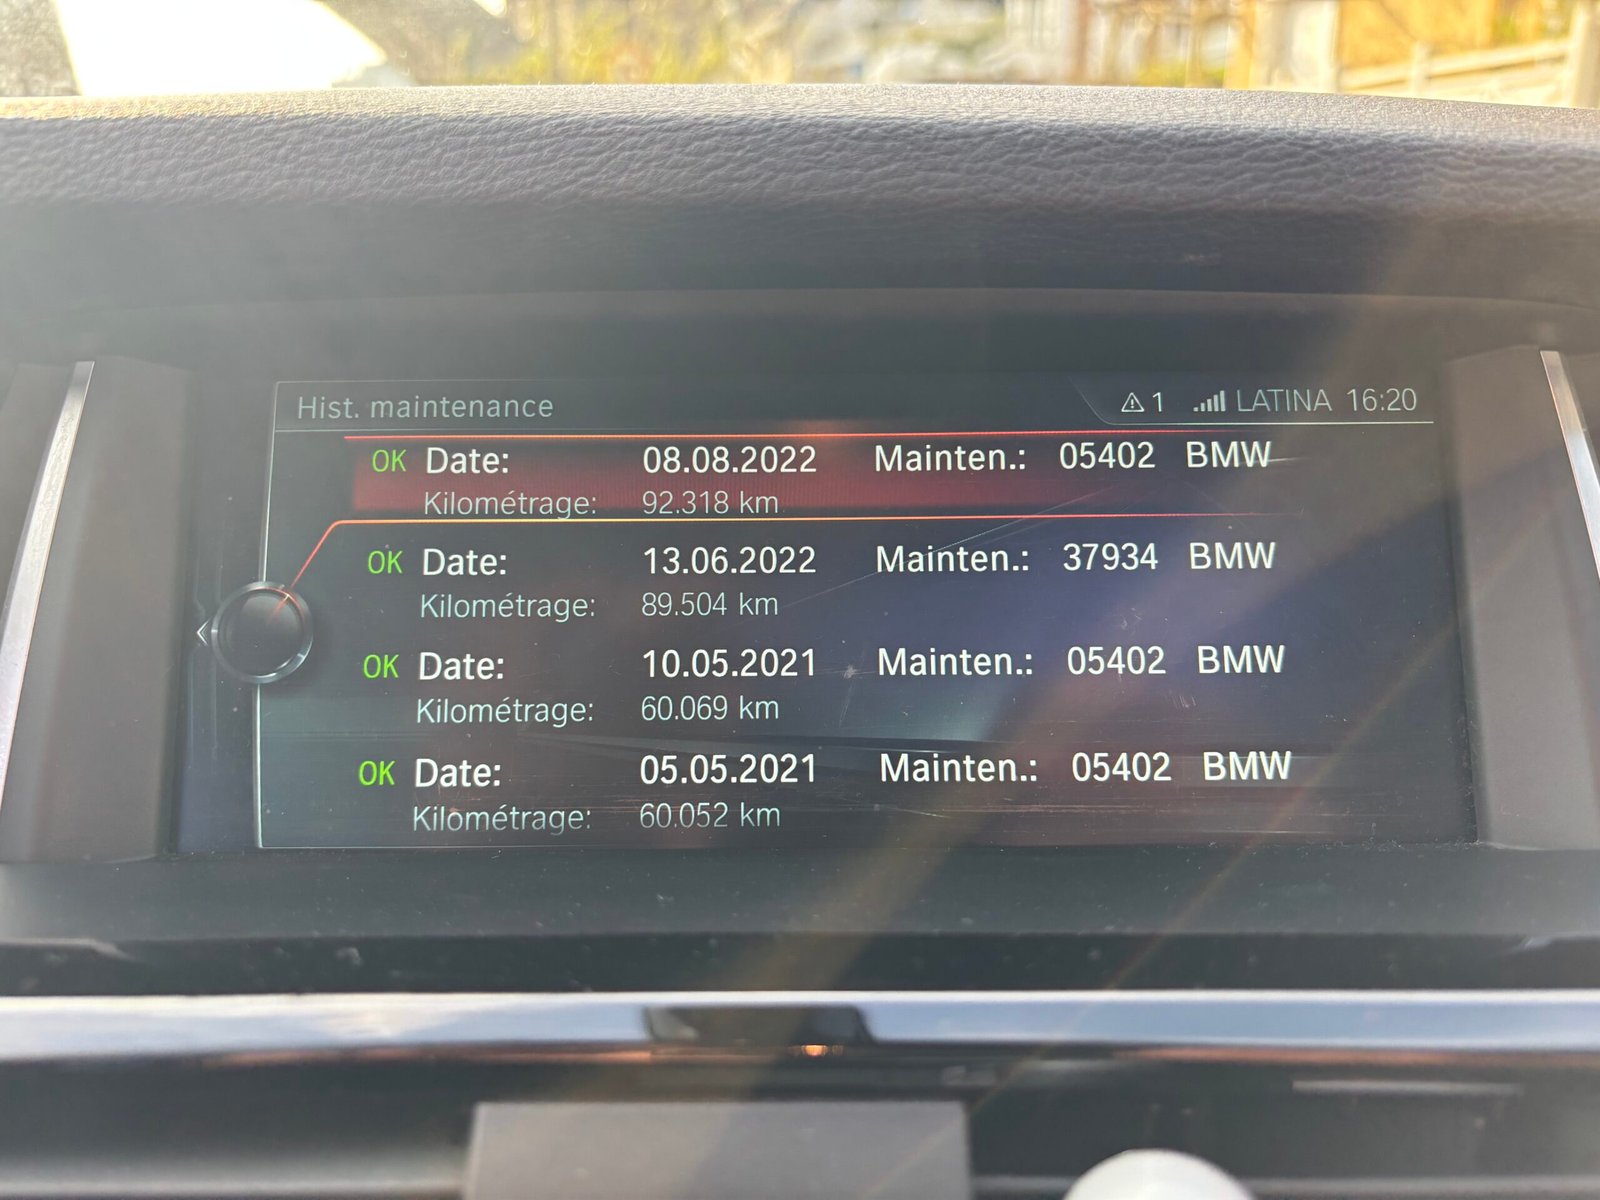 Hist. maintenance 1 LATINA 16:20
OK Date: 08.08.2022 Mainten.: 05402 BMW
Kilométrage: 92.318 km
OK Date: 13.06.2022 Mainten.: 37934 BMW
Kilométrage: 89.504 km
OK Date: 10.05.2021 Mainten.: 05402 BMW
Kilométrage: 60.069 km
OK Date: 05.05.2021 Mainten.: 05402 BMW
Kilométrage: 60.052 km